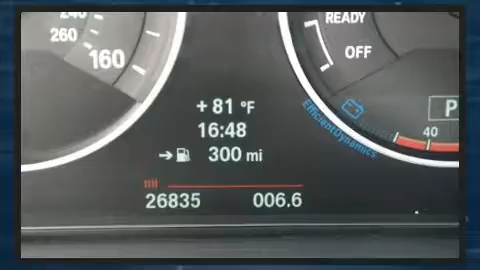 240
260
160
READY
OFF
+ 81 °F
16:48
300 mi
EfficientDynamics
P
40
mi
26835 006.6